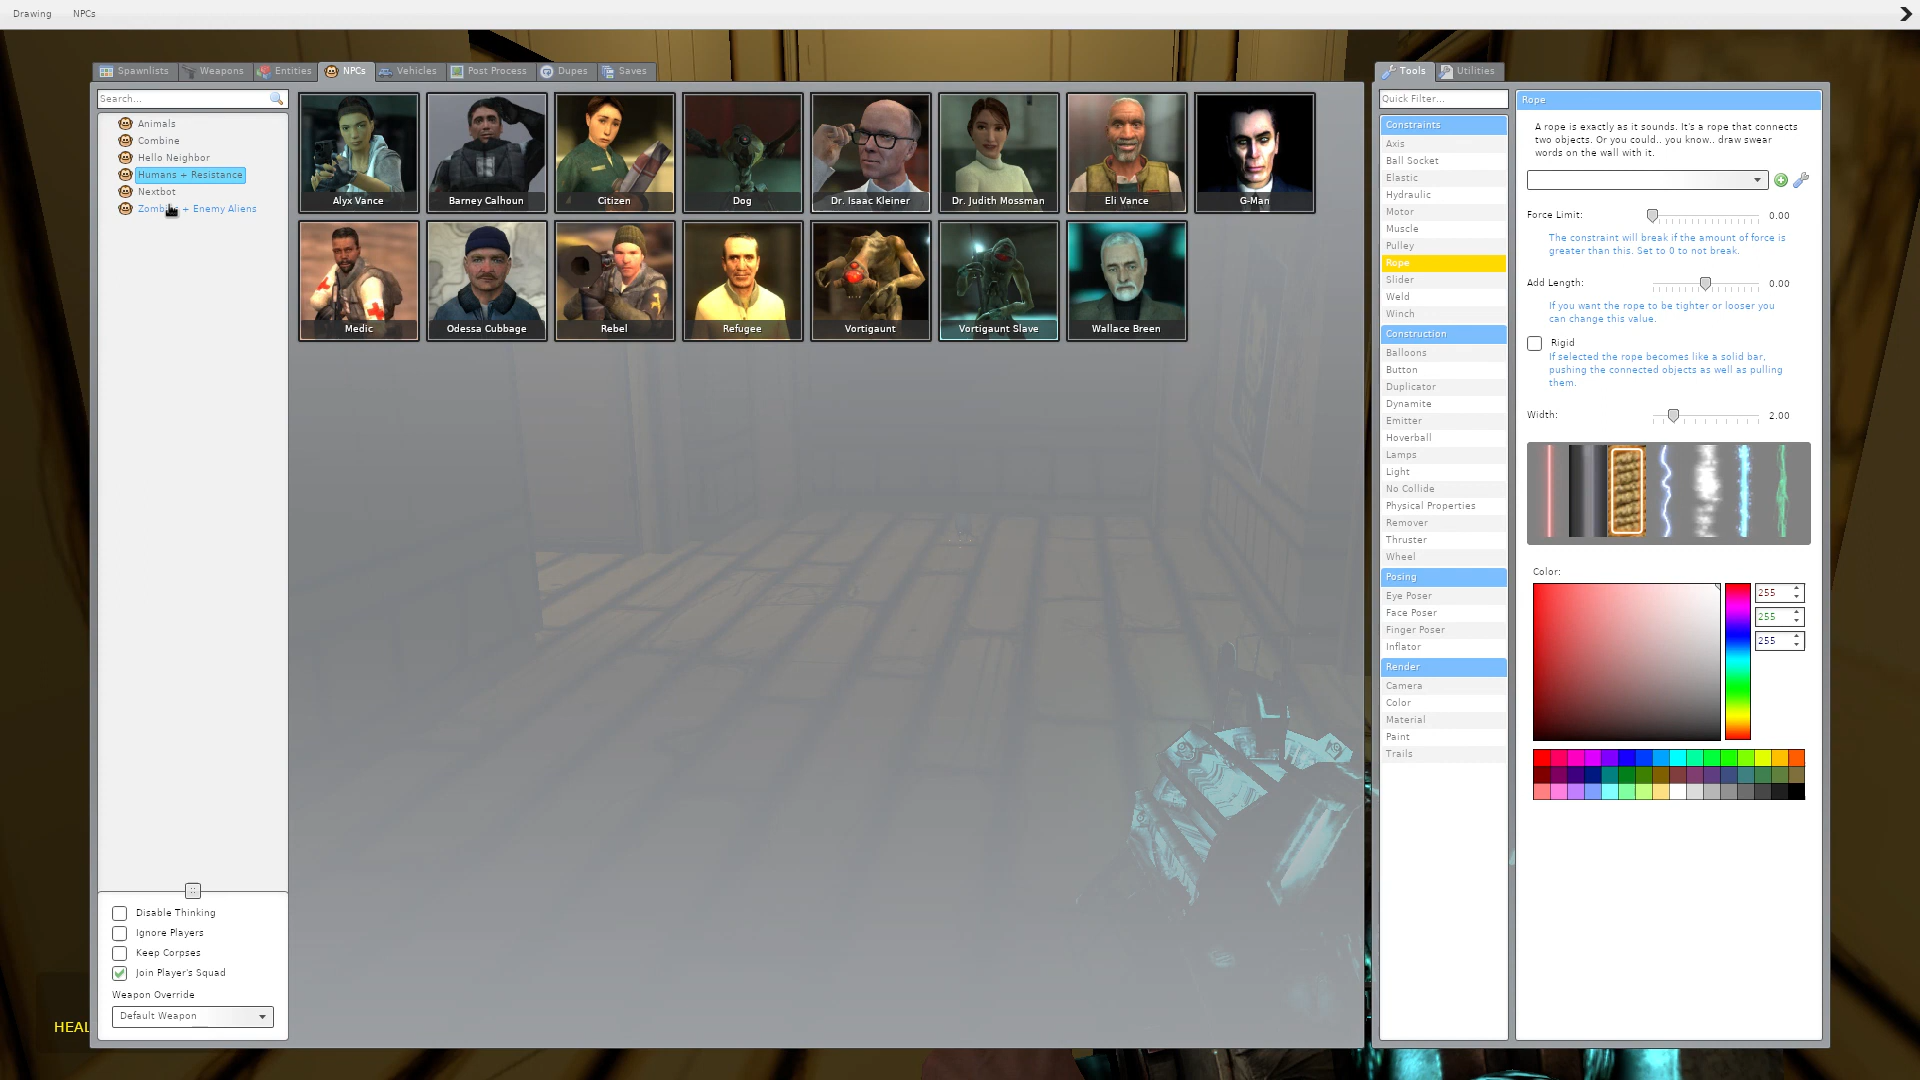 Drawing NPCs
Spawnlists Weapons Entities NPCs Vehicles Post Process Dupes Saves
Search...
Animals
Combine
Hello Neighbor
Humans + Resistance
Nextbot
Zombies + Enemy Aliens
Alyx Vance
Barney Calhoun
Citizen
Dog
Dr. Isaac Kleiner
Dr. Judith Mossman
Eli Vance
G-Man
Medic
Odessa Cubbage
Rebel
Refugee
Vortigaunt
Vortigaunt Slave
Wallace Breen
Disable Thinking
Ignore Players
Keep Corpses
Join Player's Squad
Weapon Override
Default Weapon
HEAL
Tools Utilities
Quick Filter...
Constraints
Axis
Ball Socket
Elastic
Hydraulic
Motor
Muscle
Pulley
Rope
Slider
Weld
Winch
Construction
Balloons
Button
Duplicator
Dynamite
Emitter
Hoverball
Lamps
Light
No Collide
Physical Properties
Remover
Thruster
Wheel
Posing
Eye Poser
Face Poser
Finger Poser
Inflator
Render
Camera
Color
Material
Paint
Trails
Rope
A rope is exactly as it sounds. It's a rope that connects
two objects. Or you could.. you know.. draw swear
words on the wall with it.
Force Limit: 0.00
The constraint will break if the amount of force is
greater than this. Set to 0 to not break.
Add Length: 0.00
If you want the rope to be tighter or looser you
can change this value.
Rigid
If selected the rope becomes like a solid bar,
pushing the connected objects as well as pulling
them.
Width: 2.00
Color:
255
255
255